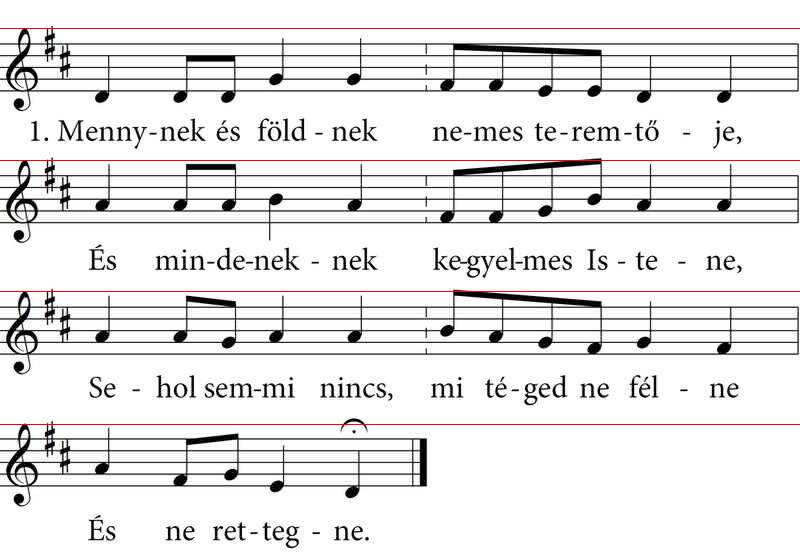 1. Menny-nek és föld - nek ne-mes te-rem-tő - je,
És min-de-nek - nek ke-gyel-mes Is - te - ne,
Se - hol sem-mi nincs, mi té-ged ne fél - ne
És ne ret-teg - ne.